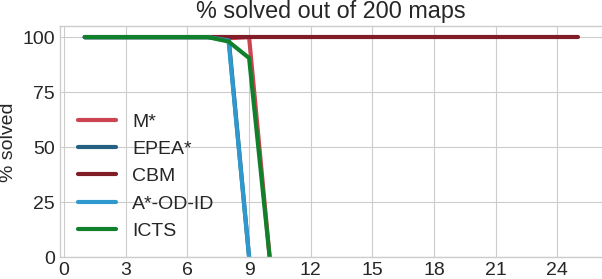 % solved out of 200 maps
100
75
50
25
0
% solved
M*
EPEA*
CBM
A*-OD-ID
ICTS
0 3 6 9 12 15 18 21 24